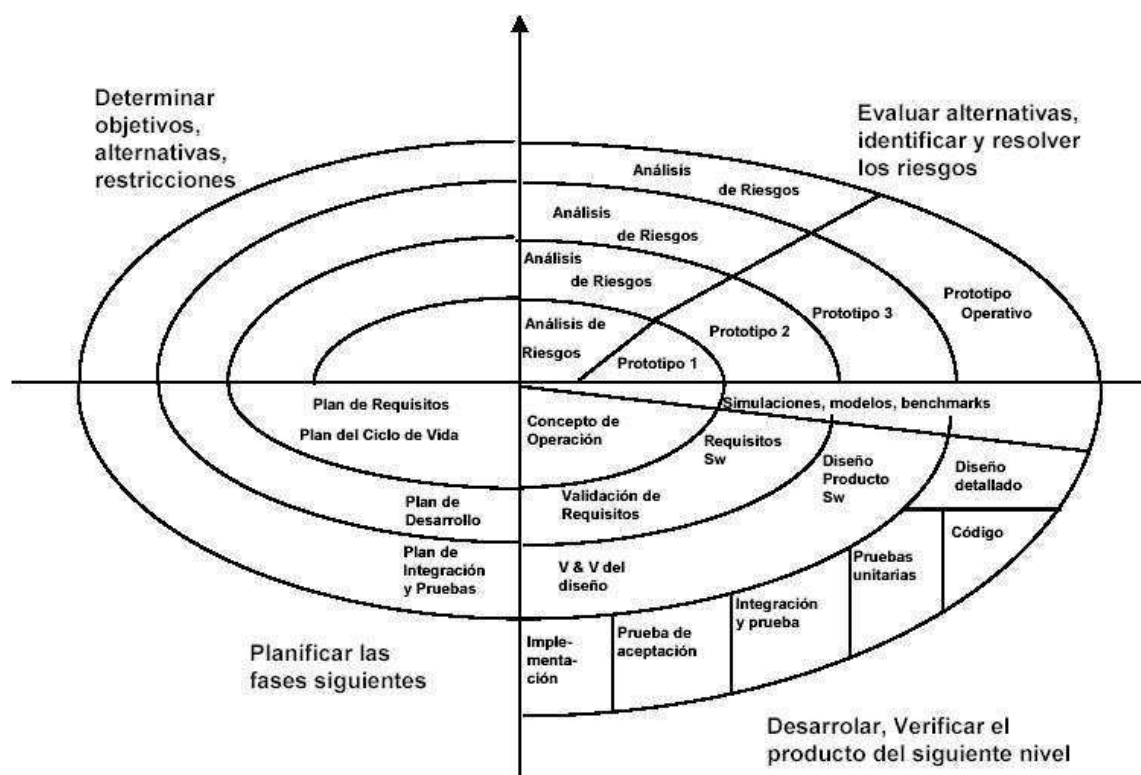 Determinar
objetivos,
alternativas,
restricciones
Evaluar alternativas,
identificar y resolver
los riesgos
Análisis
de Riesgos
Análisis
de Riesgos
Análisis
de Riesgos
Análisis de
Riesgos
Prototipo 1
Prototipo 2
Prototipo 3
Prototipo
Operativo
Simulaciones, modelos, benchmarks
Plan de Requisitos
Plan del Ciclo de Vida
Concepto de
Operación
Requisitos
Sw
Diseño
Producto
Sw
Diseño
detallado
Plan de
Desarrollo
Validación de
Requisitos
Código
Plan de
Integración
y Pruebas
V & V del
diseño
Pruebas
unitarias
Integración
y prueba
Prueba de
aceptación
Imple-
menta-
ción
Planificar las
fases siguientes
Desarrolar, Verificar el
producto del siguiente nivel